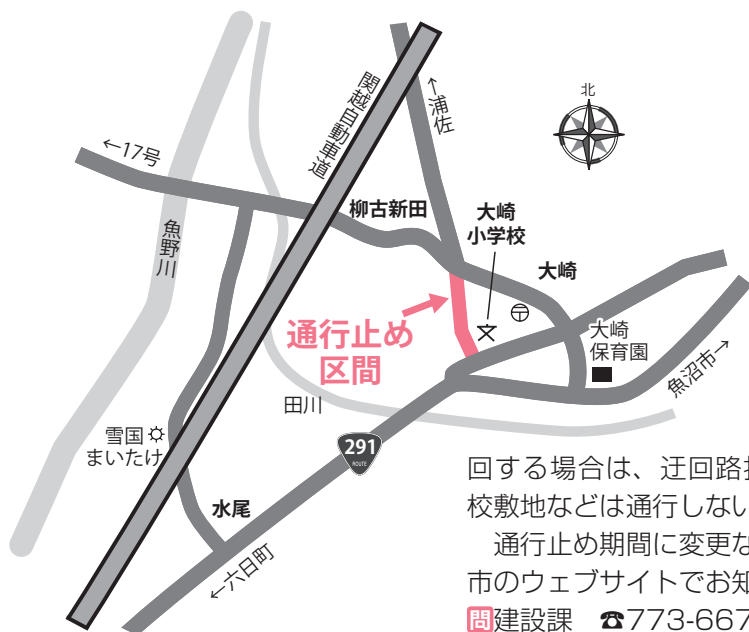 北
←浦佐
関越自動車道
←17号
柳古新田
大崎
小学校
魚野川
大崎
通行止め
区間
大崎
保育園
魚沼市→
田川
雪国
まいたけ
291
ROUTE
水尾
←六日町
回する場合は、迂回路
校敷地などは通行しない
通行止め期間に変更な
市のウェブサイトでお知
問建設課 ☎773-667